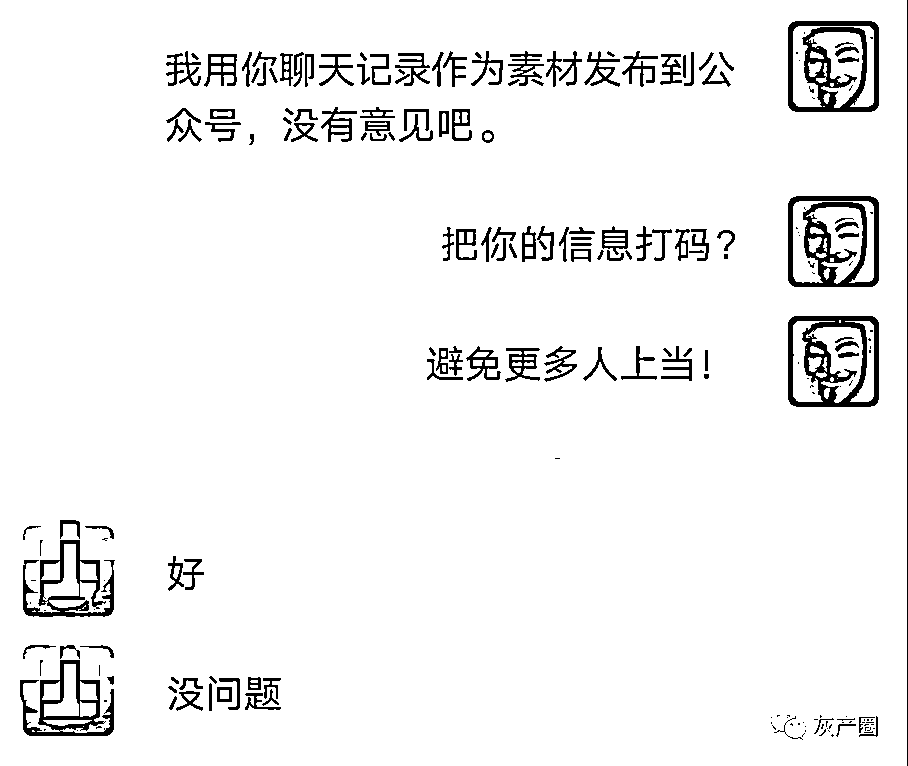 我用你聊天记录作为素材发布到公
众号，没有意见吧。
把你的信息打码？
避免更多人上当！
好
没问题
灰产圈